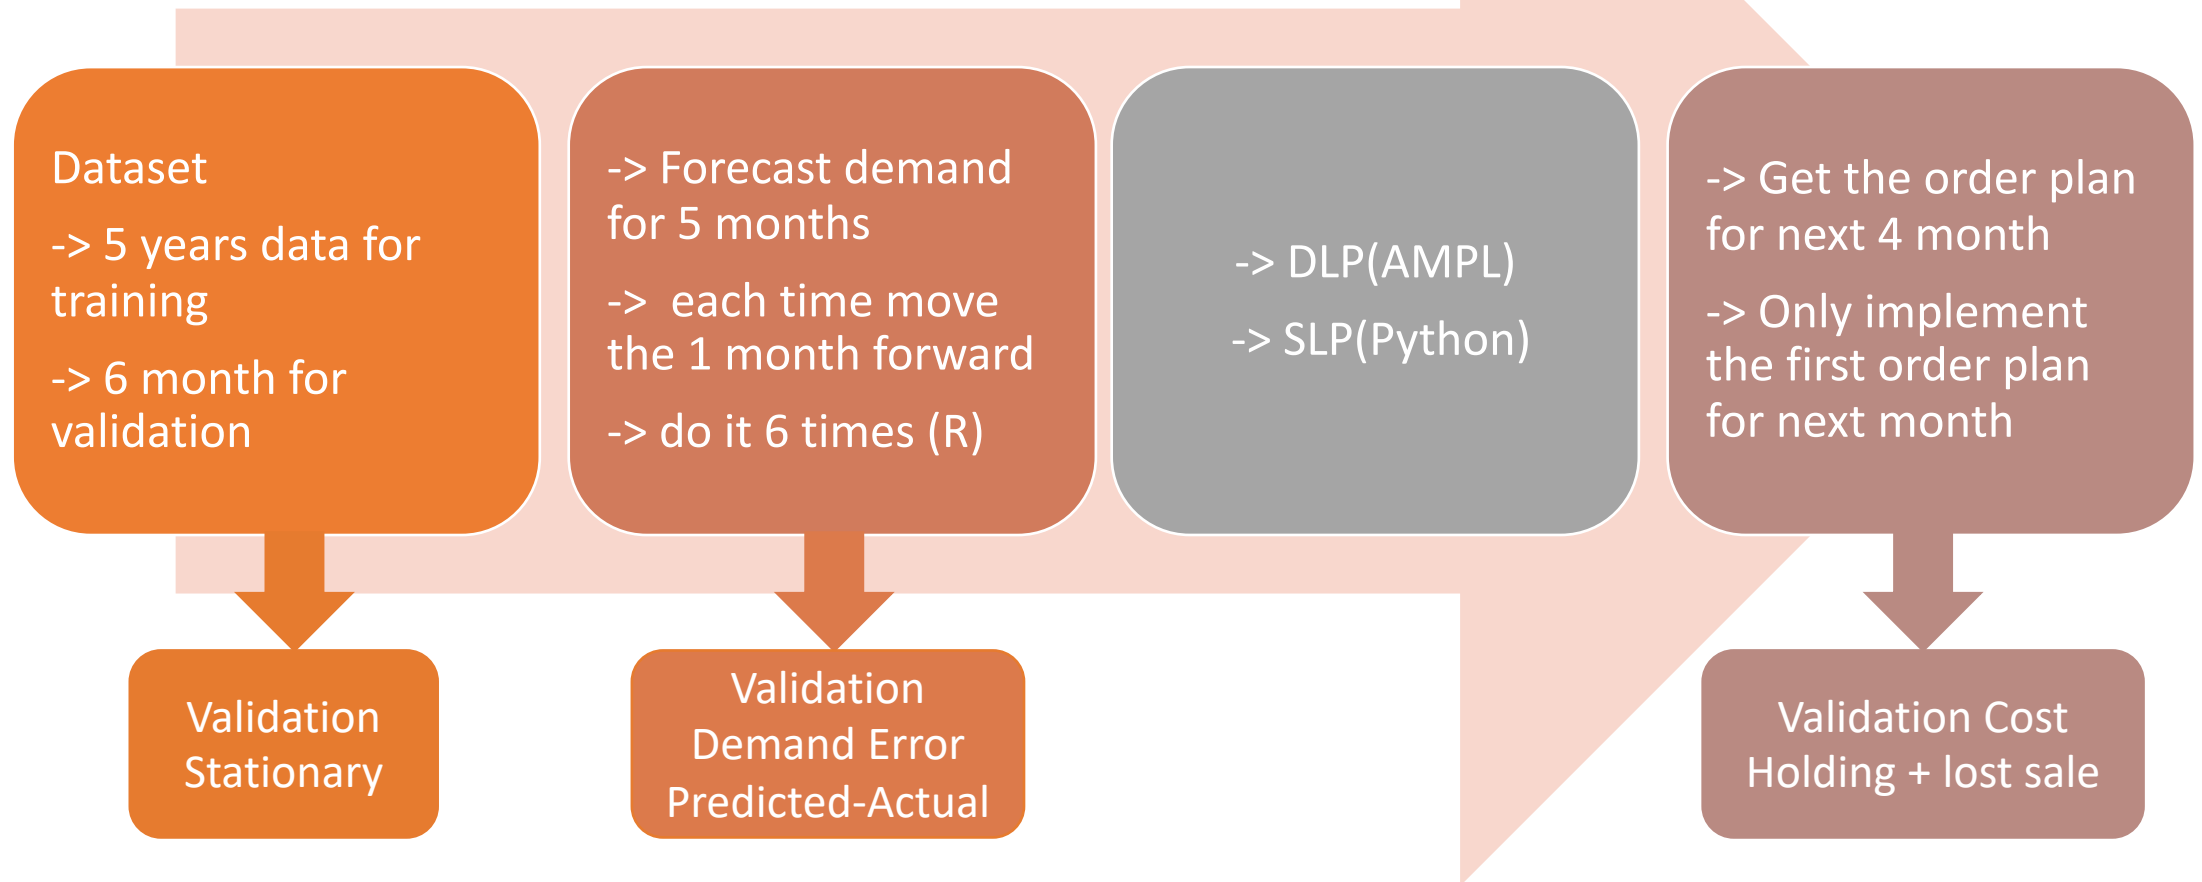 Dataset
-> 5 years data for
training
-> 6 month for
validation
-> Forecast demand
for 5 months
->  each time move
the 1 month forward
-> do it 6 times (R)
-> DLP(AMPL)
-> SLP(Python)
-> Get the order plan
for next 4 month
-> Only implement
the first order plan
for next month
Validation
Stationary
Validation
Demand Error
Predicted-Actual
Validation Cost
Holding + lost sale